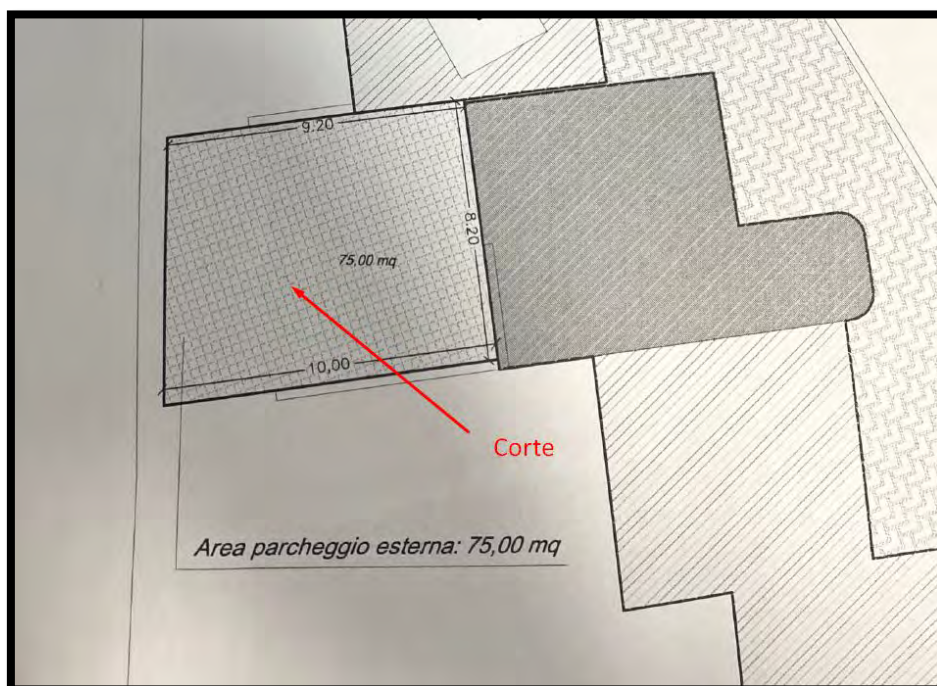 9.20
8.20
75,00 mq
10,00
Corte
Area parcheggio esterna: 75,00 mq